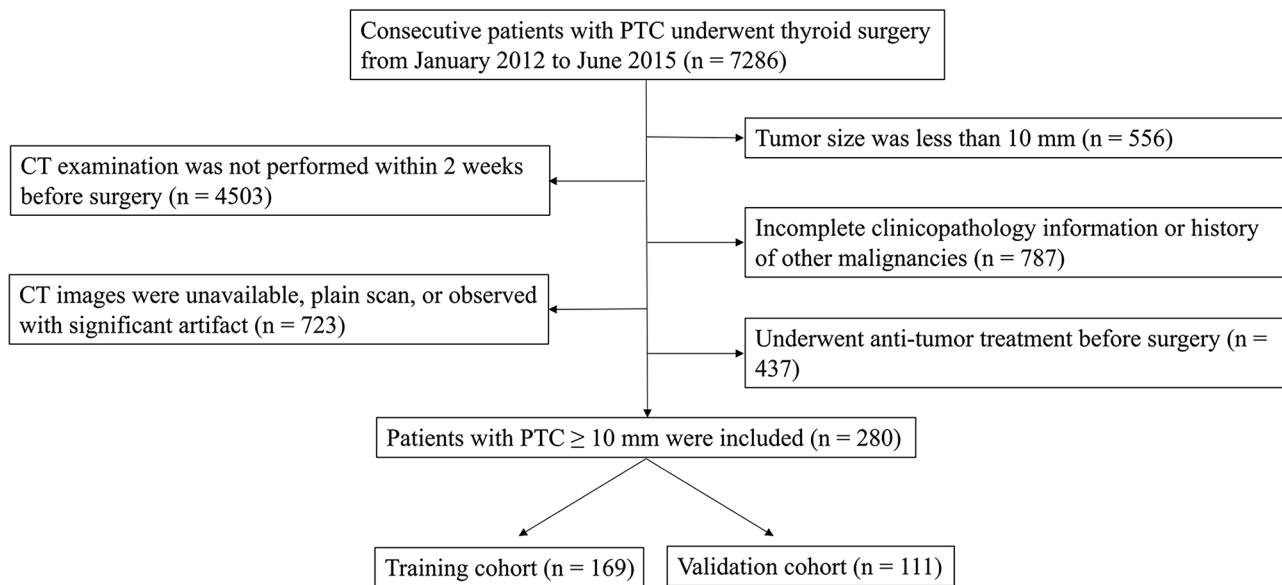 Consecutive patients with PTC underwent thyroid surgery
from January 2012 to June 2015 (n = 7286)
Tumor size was less than 10 mm (n = 556)
CT examination was not performed within 2 weeks
before surgery (n = 4503)
Incomplete clinicopathology information or history
of other malignancies (n = 787)
CT images were unavailable, plain scan, or observed
with significant artifact (n = 723)
Underwent anti-tumor treatment before surgery (n =
437)
Patients with PTC ≥ 10 mm were included (n = 280)
Training cohort (n = 169)
Validation cohort (n = 111)